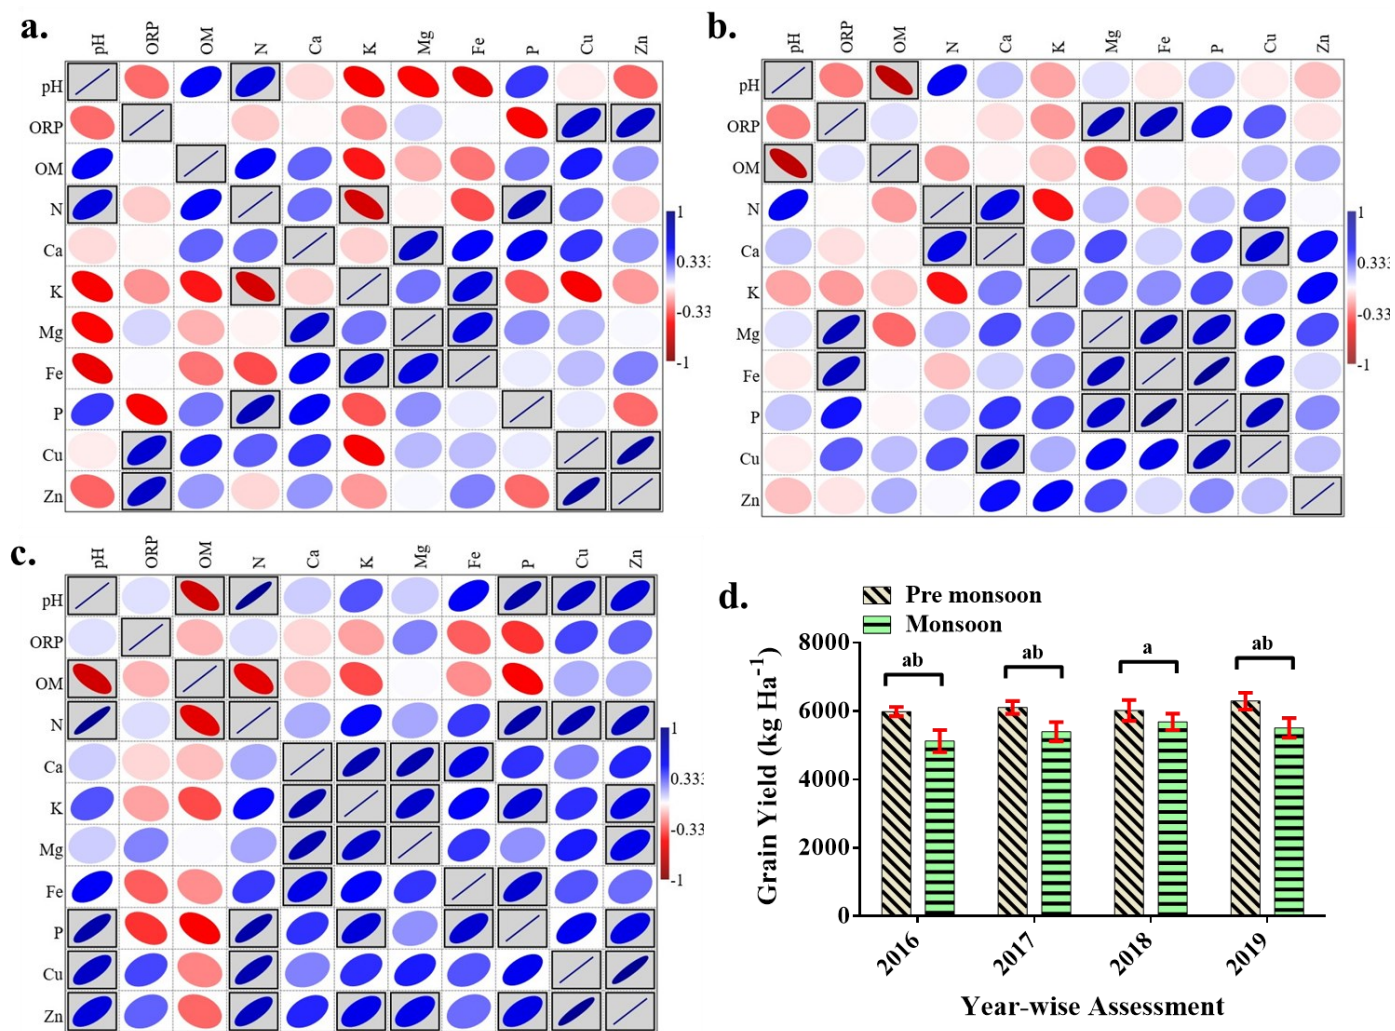 a.
pH ORP OM N Ca K Mg Fe P Cu Zn
pH
ORP
OM
N
Ca
K
Mg
Fe
P
Cu
Zn
1
0.333
-0.33
-1
b.
pH ORP OM N Ca K Mg Fe P Cu Zn
pH
ORP
OM
N
Ca
K
Mg
Fe
P
Cu
Zn
1
0.333
-0.33
-1
c.
pH ORP OM N Ca K Mg Fe P Cu Zn
pH
ORP
OM
N
Ca
K
Mg
Fe
P
Cu
Zn
1
0.333
-0.33
-1
d.
Pre monsoon
Monsoon
Grain Yield (kg Ha⁻¹)
8000
6000
4000
2000
0
ab ab a ab
2016 2017 2018 2019
Year-wise Assessment